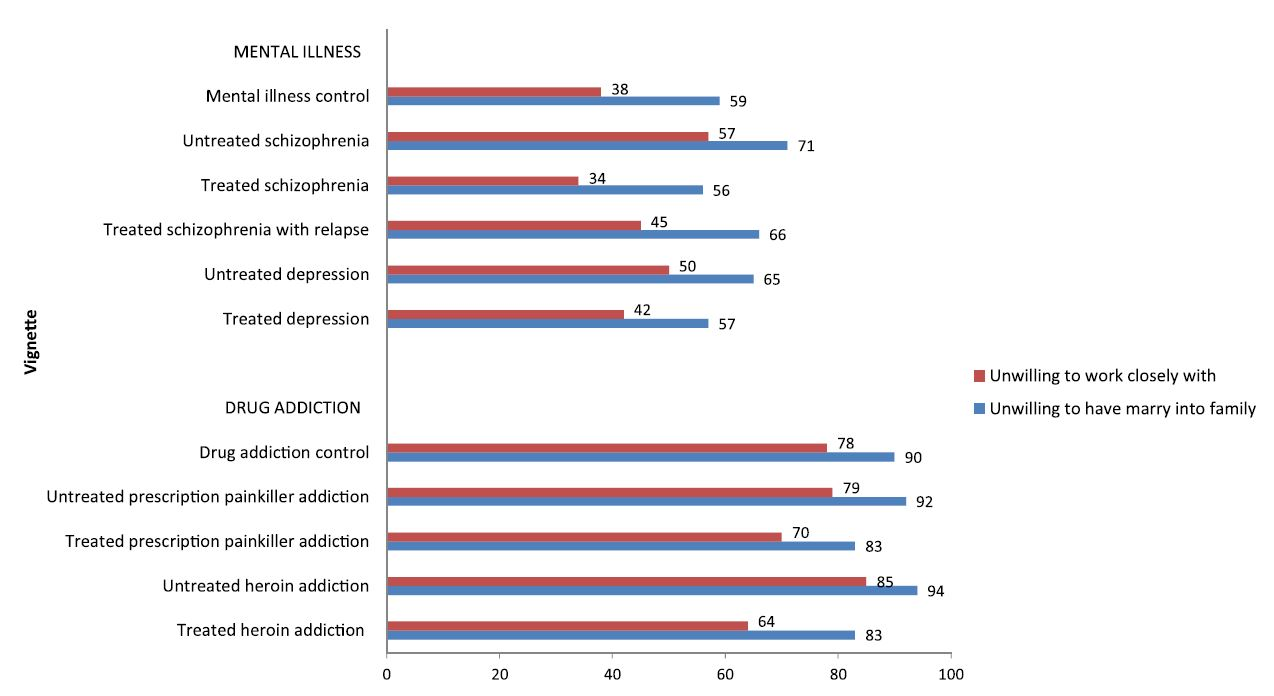 MENTAL ILLNESS
Mental illness control 38 59
Untreated schizophrenia 57 71
Treated schizophrenia 34 56
Treated schizophrenia with relapse 45 66
Untreated depression 50 65
Treated depression 42 57
Vignette
DRUG ADDICTION
Drug addiction control 78 90
Untreated prescription painkiller addiction 79 92
Treated prescription painkiller addiction 70 83
Untreated heroin addiction 85 94
Treated heroin addiction 64 83
0 20 40 60 80 100
Unwilling to work closely with
Unwilling to have marry into family